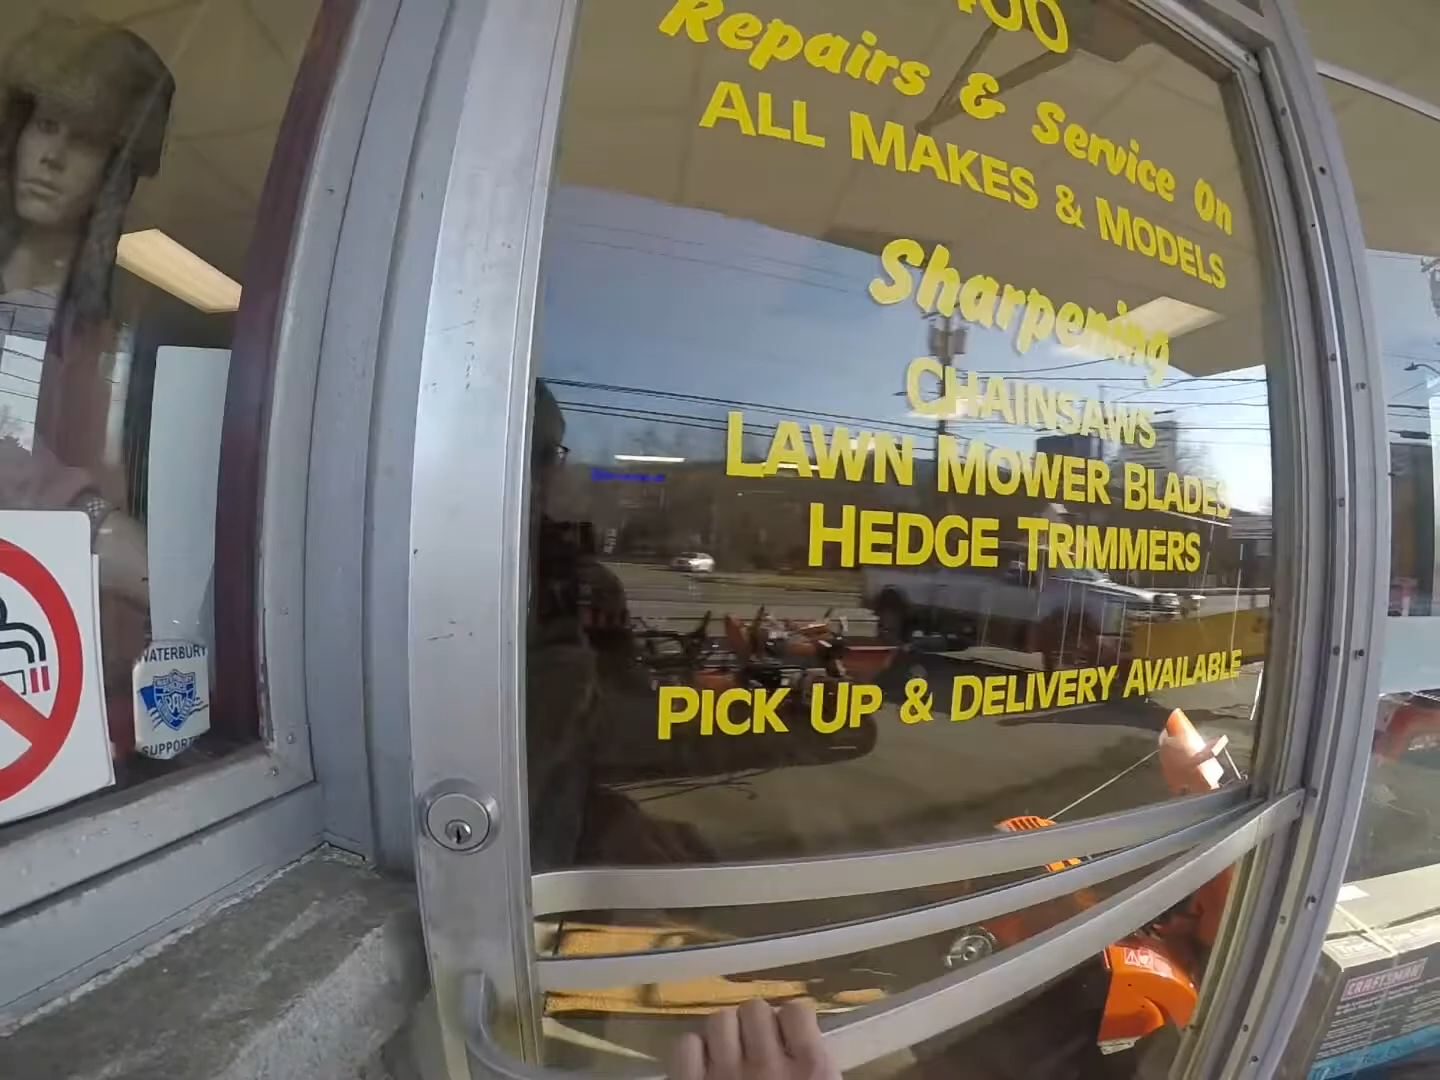 Repairs & Service On
ALL MAKES & MODELS
Sharpening
CHAINSAWS
LAWN MOWER BLADES
HEDGE TRIMMERS
PICK UP & DELIVERY AVAILABLE
WATERBURY
SUPPORTE
CRAFTSMAN